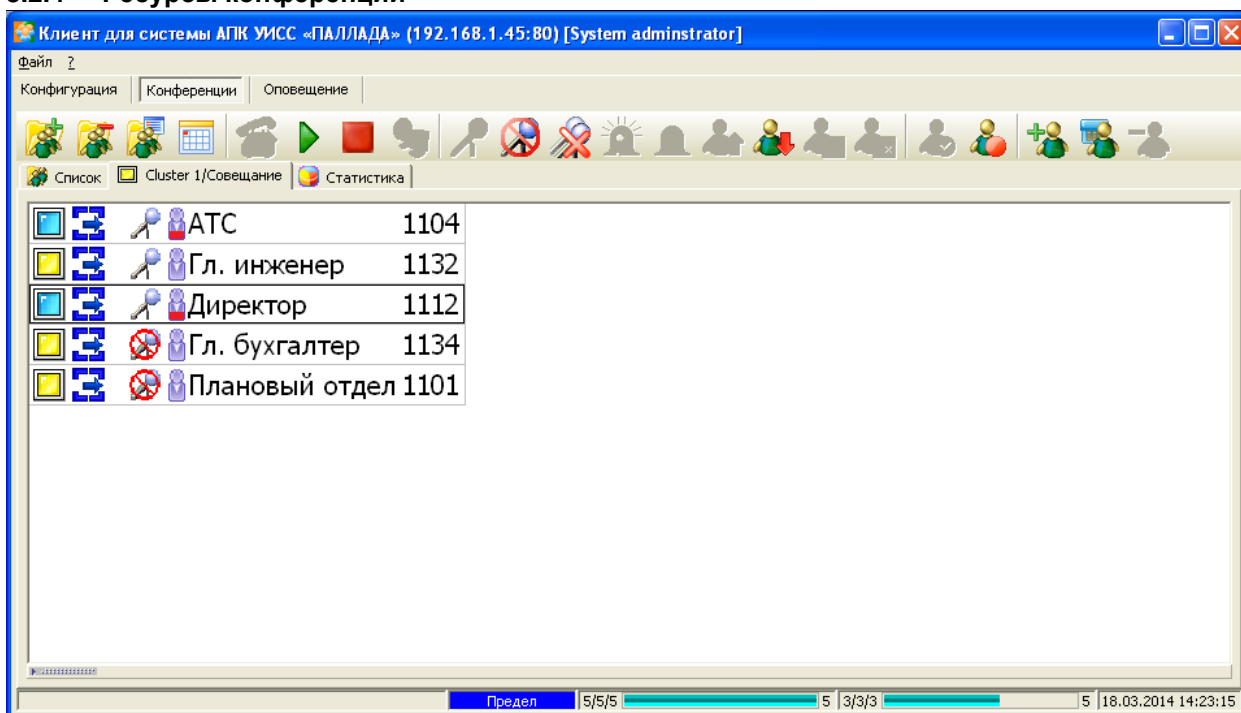 Клиент для системы АПК УИСС «ПАЛЛАДА» (192.168.1.45:80) [System adminstrator]
Файл ?
Конфигурация Конференции Оповещение
Список Cluster 1/Совещание Статистика
АТС 1104
Гл. инженер 1132
Директор 1112
Гл. бухгалтер 1134
Плановый отдел 1101
Предел 5/5/5 5 3/3/3 5 18.03.2014 14:23:15